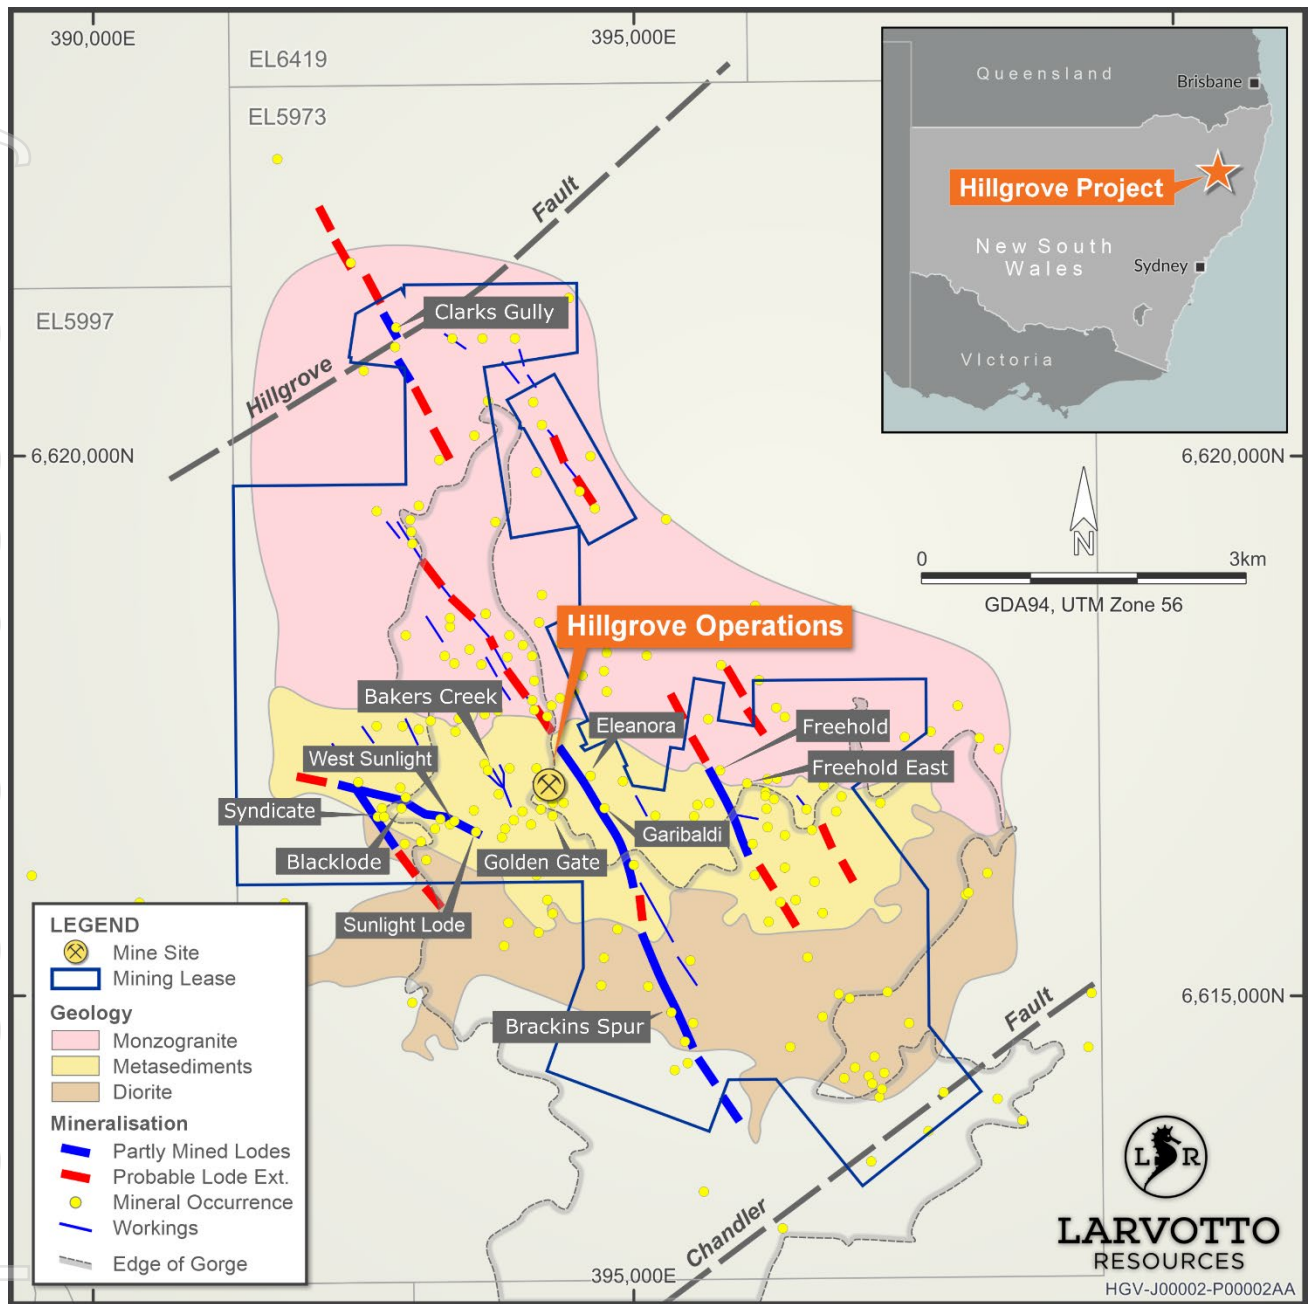 390,000E
395,000E
EL6419
EL5973
Queensland
Brisbane
Hillgrove Project
New South
Wales
Sydney
VIctoria
Fault
Clarks Gully
EL5997
Hillgrove
6,620,000N
6,620,000N
N
0
3km
GDA94, UTM Zone 56
Hillgrove Operations
Bakers Creek
Eleanora
Freehold
West Sunlight
Freehold East
Syndicate
Garibaldi
Blacklode
Golden Gate
Sunlight Lode
LEGEND
Mine Site
Mining Lease
Geology
Monzogranite
Metasediments
Diorite
Mineralisation
Partly Mined Lodes
Probable Lode Ext.
Mineral Occurrence
Workings
Edge of Gorge
6,615,000N
Brackins Spur
Fault
Chandler
395,000E
L R
LARVOTTO
RESOURCES
HGV-J00002-P00002AA